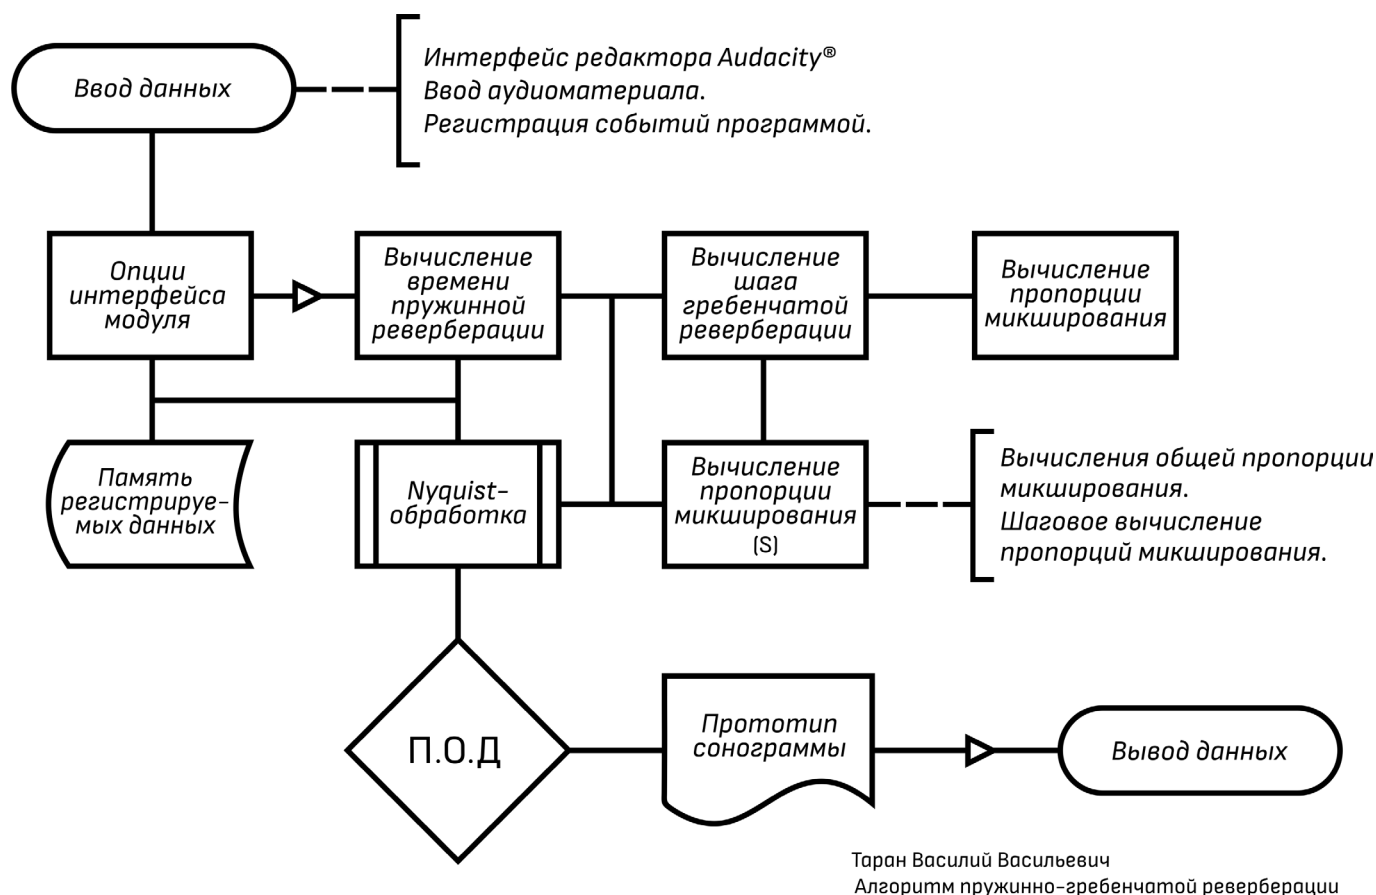 Ввод данных
Интерфейс редактора Audacity®
Ввод аудиоматериала.
Регистрация событий программой.
Опции
интерфейса
модуля
Вычисление
времени
пружинной
реверберации
Вычисление
шага
гребенчатой
реверберации
Вычисление
пропорции
микширования
Память
регистрируе-
мых данных
Nyquist-
обработка
Вычисление
пропорции
микширования
(S)
Вычисления общей пропорции
микширования.
Шаговое вычисление
пропорций микширования.
П.О.Д
Прототип
сонограммы
Вывод данных
Таран Василий Васильевич
Алгоритм пружинно-гребенчатой реверберации